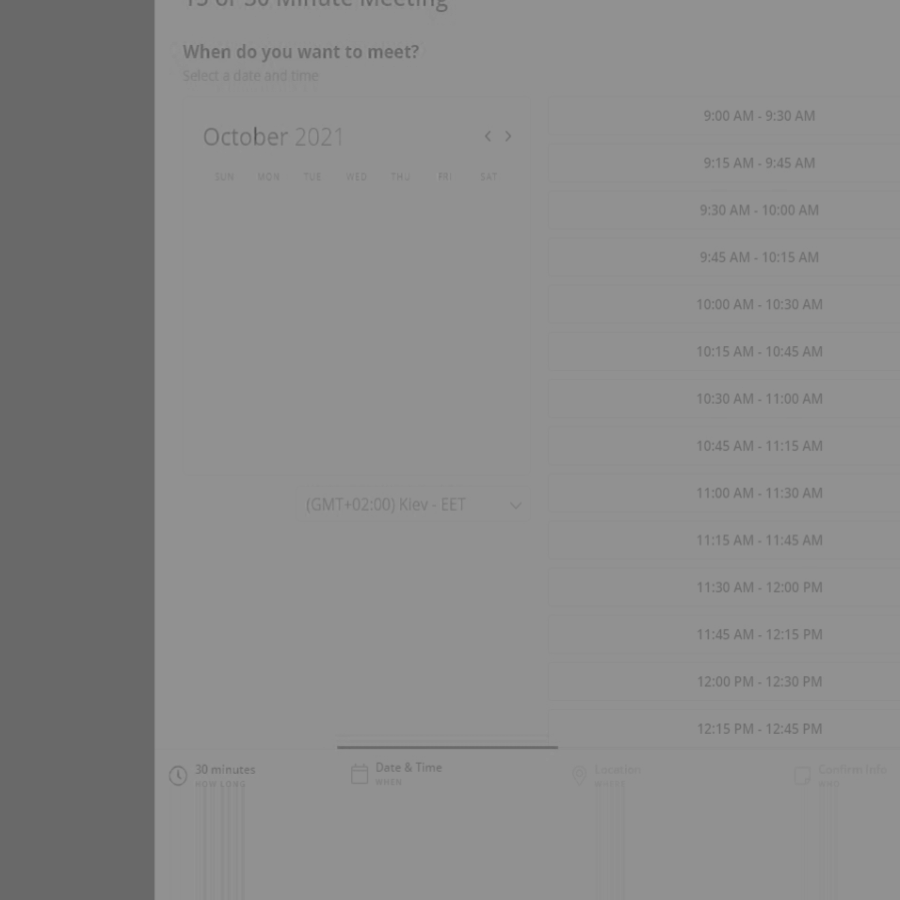 15 or 30 Minute Meeting
When do you want to meet?
Select a date and time
October 2021
SUN MON TUE WED THU FRI SAT
(GMT+02:00) Kiev - EET
9:00 AM - 9:30 AM
9:15 AM - 9:45 AM
9:30 AM - 10:00 AM
9:45 AM - 10:15 AM
10:00 AM - 10:30 AM
10:15 AM - 10:45 AM
10:30 AM - 11:00 AM
10:45 AM - 11:15 AM
11:00 AM - 11:30 AM
11:15 AM - 11:45 AM
11:30 AM - 12:00 PM
11:45 AM - 12:15 PM
12:00 PM - 12:30 PM
12:15 PM - 12:45 PM
30 minutes
HOW LONG
Date & Time
WHEN
Location
WHERE
Confirm Info